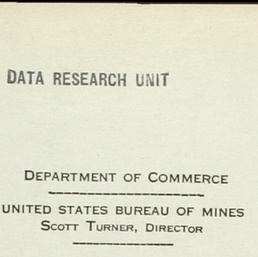 DATA RESEARCH UNIT
DEPARTMENT OF COMMERCE
UNITED STATES BUREAU OF MINES
SCOTT TURNER, DIRECTOR